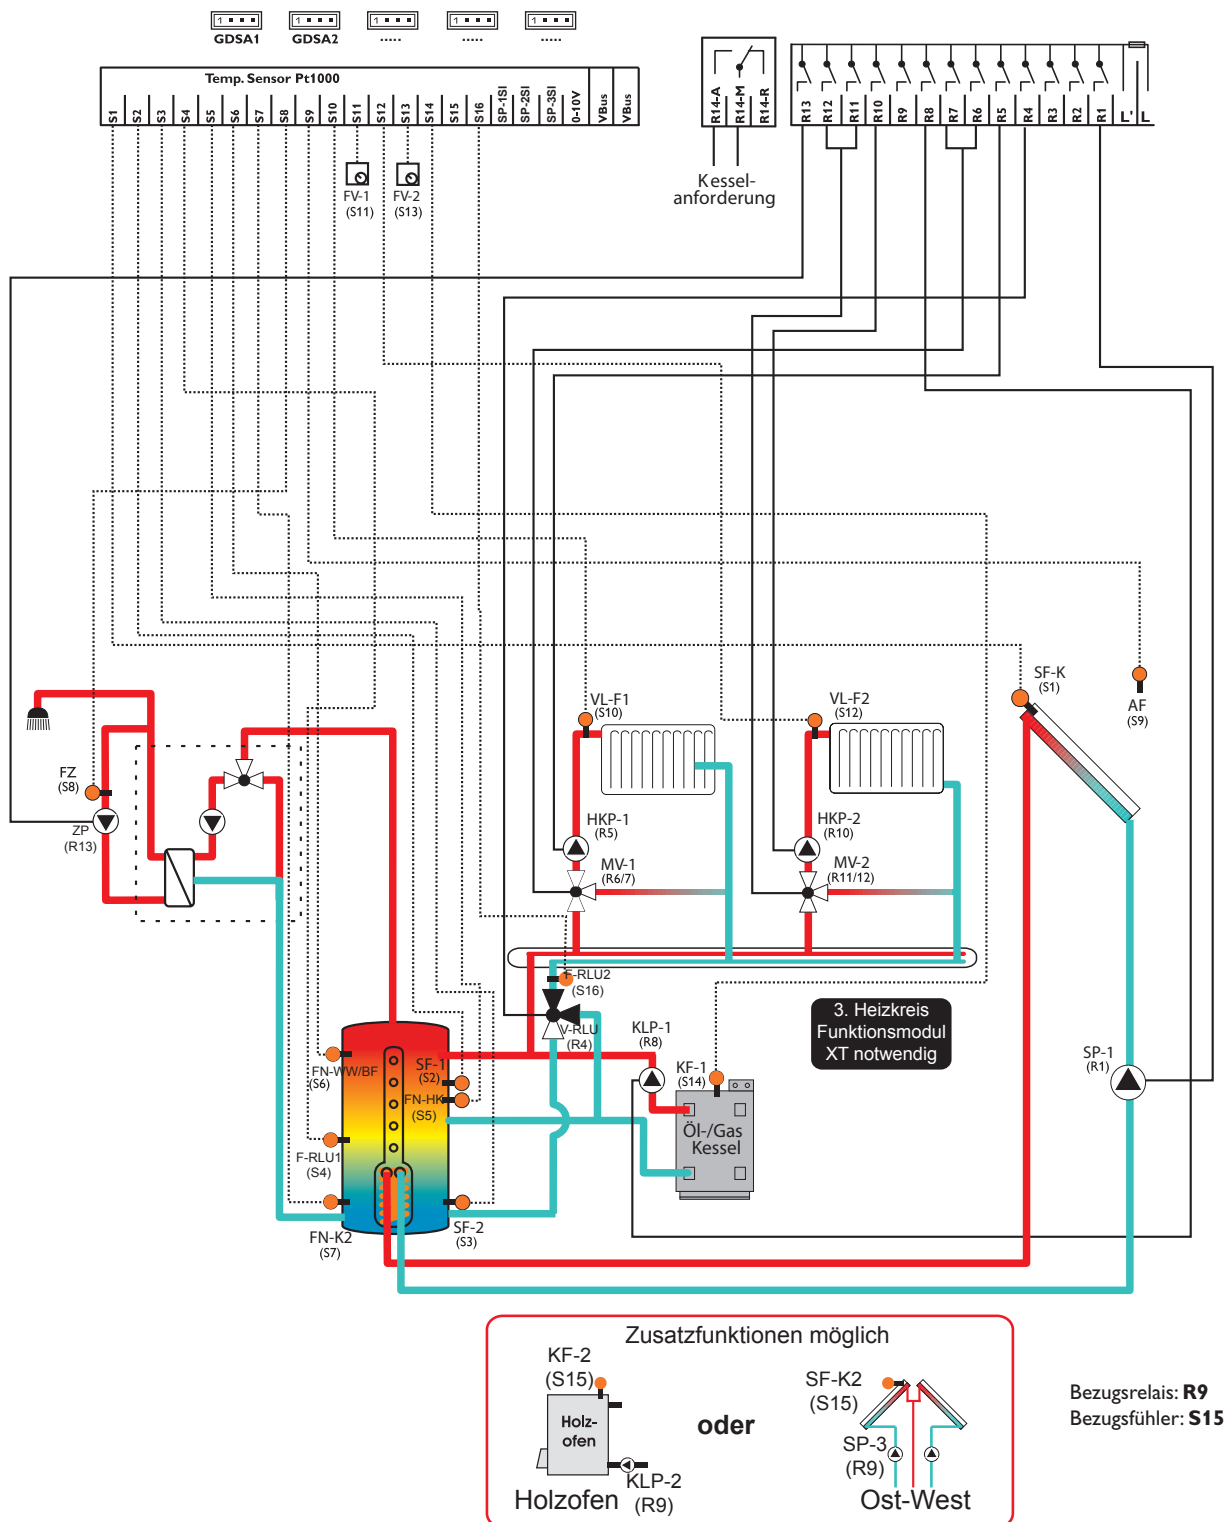 1
1
1
1
1
GDSA1
GDSA2
.....
.....
.....
Temp. Sensor Pt1000
S1
S2
S3
S4
S5
S6
S7
S8
S9
S10
S11
S12
S13
S14
S15
S16
SP-1SI
SP-2SI
SP-3SI
0-10V
VBus
VBus
R14-A
R14-M
R14-R
R13
R12
R11
R10
R9
R8
R7
R6
R5
R4
R3
R2
R1
L'
L
FV-1
(S11)
FV-2
(S13)
Kessel-
anforderung
SF-K
(S1)
AF
(S9)
VL-F1
(S10)
VL-F2
(S12)
FZ
(S8)
ZP
(R13)
HKP-1
(R5)
HKP-2
(R10)
MV-1
(R6/7)
MV-2
(R11/12)
F-RLU2
(S16)
V-RLU
(R4)
3. Heizkreis
Funktionsmodul
XT notwendig
KLP-1
(R8)
KF-1
(S14)
SP-1
(R1)
FN-WW/BF
(S6)
SF-1
(S2)
FN-HK
(S5)
Öl-/Gas
Kessel
F-RLU1
(S4)
FN-K2
(S7)
SF-2
(S3)
Zusatzfunktionen möglich
KF-2
(S15)
Holz-
ofen
KLP-2
(R9)
Holzofen
oder
SF-K2
(S15)
SP-3
(R9)
Ost-West
Bezugsrelais: R9
Bezugsfühler: S15